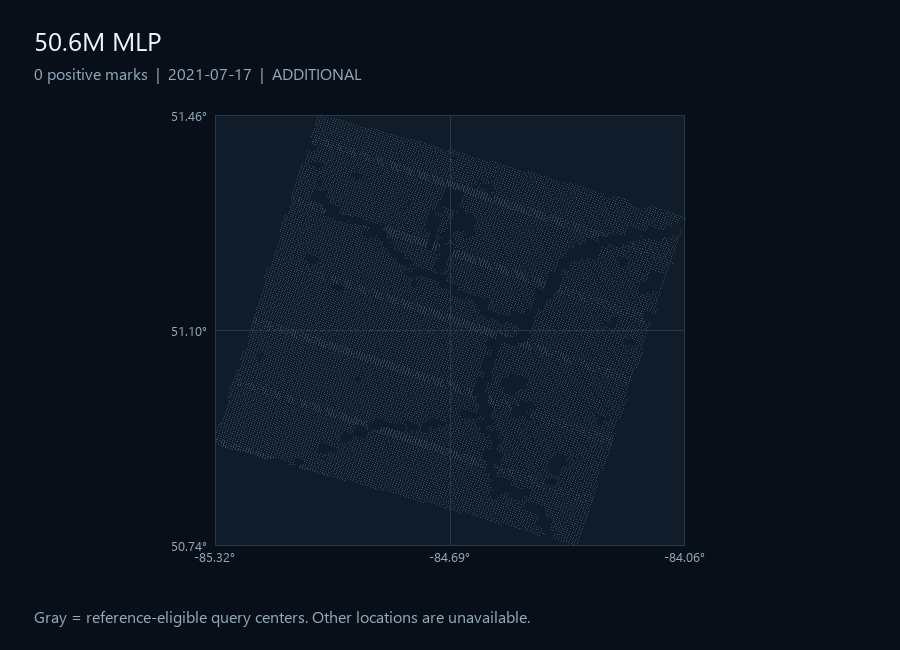 50.6M MLP
0 positive marks | 2021-07-17 | ADDITIONAL
51.46°
51.10°
50.74°
-85.32° -84.69° -84.06°
Gray = reference-eligible query centers. Other locations are unavailable.